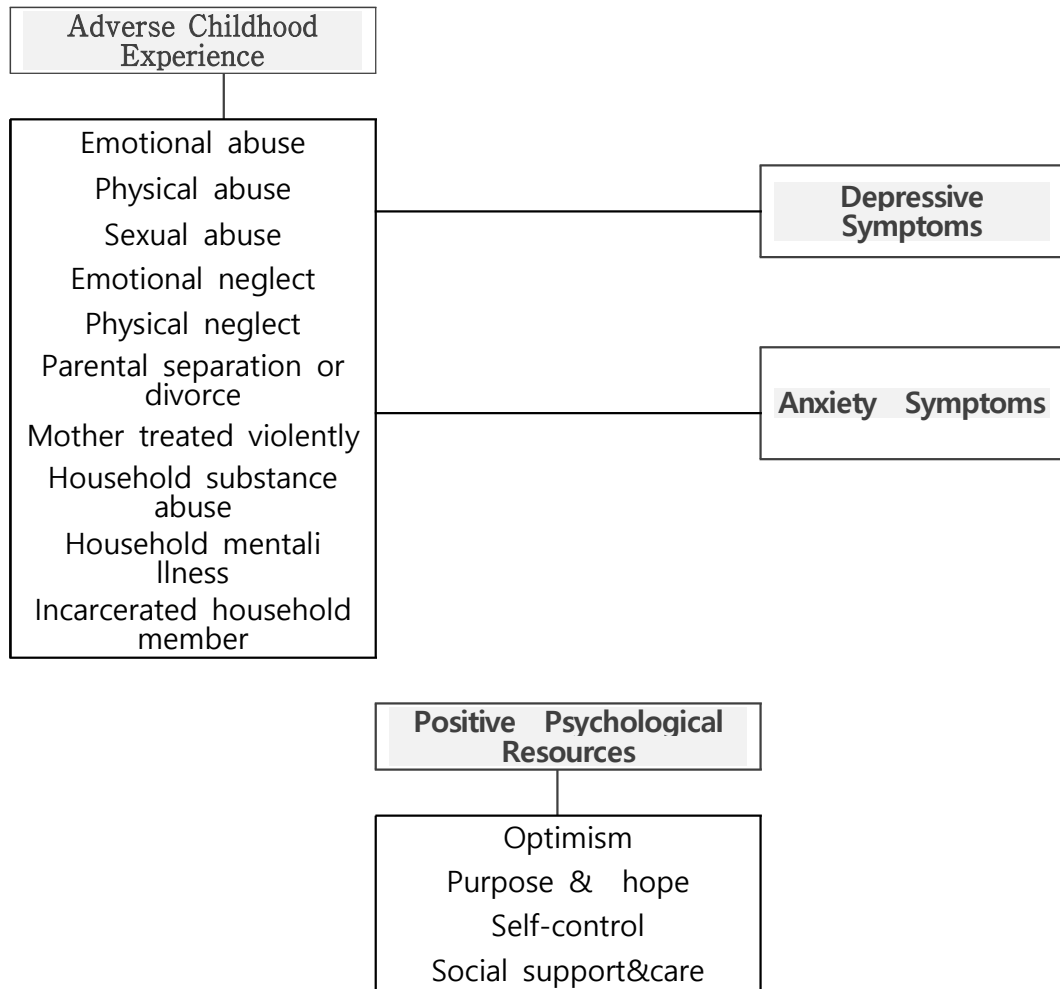 Adverse Childhood
Experience
Emotional abuse
Physical abuse
Sexual abuse
Emotional neglect
Physical neglect
Parental separation or
divorce
Mother treated violently
Household substance
abuse
Household mentali
llness
Incarcerated household
member
Depressive
Symptoms
Anxiety Symptoms
Positive Psychological
Resources
Optimism
Purpose & hope
Self-control
Social support&care